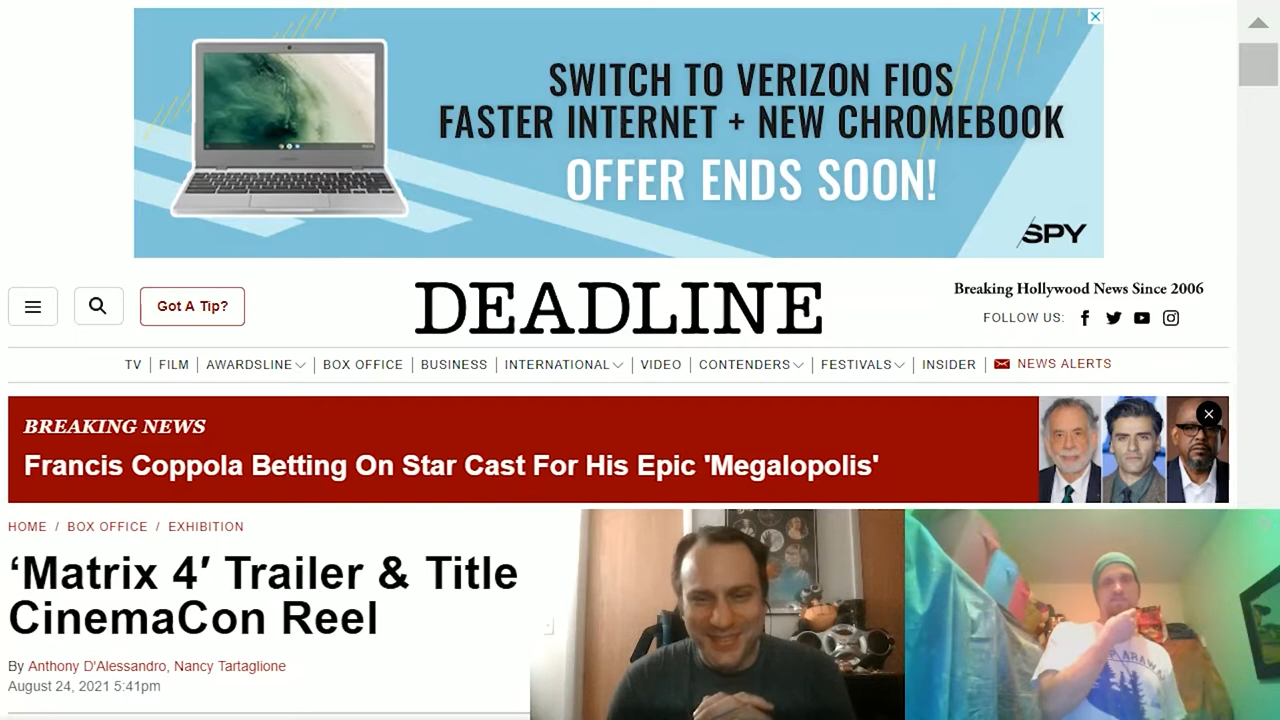 SWITCH TO VERIZON FIOS
FASTER INTERNET + NEW CHROMEBOOK
OFFER ENDS SOON!
SPY
Got A Tip?
DEADLINE
Breaking Hollywood News Since 2006
FOLLOW US:
TV | FILM | AWARDSLINE | BOX OFFICE | BUSINESS | INTERNATIONAL | VIDEO | CONTENDERS | FESTIVALS | INSIDER | NEWS ALERTS
BREAKING NEWS
Francis Coppola Betting On Star Cast For His Epic 'Megalopolis'
HOME / BOX OFFICE / EXHIBITION
‘Matrix 4′ Trailer & Title
CinemaCon Reel
By Anthony D'Alessandro, Nancy Tartaglione
August 24, 2021 5:41pm